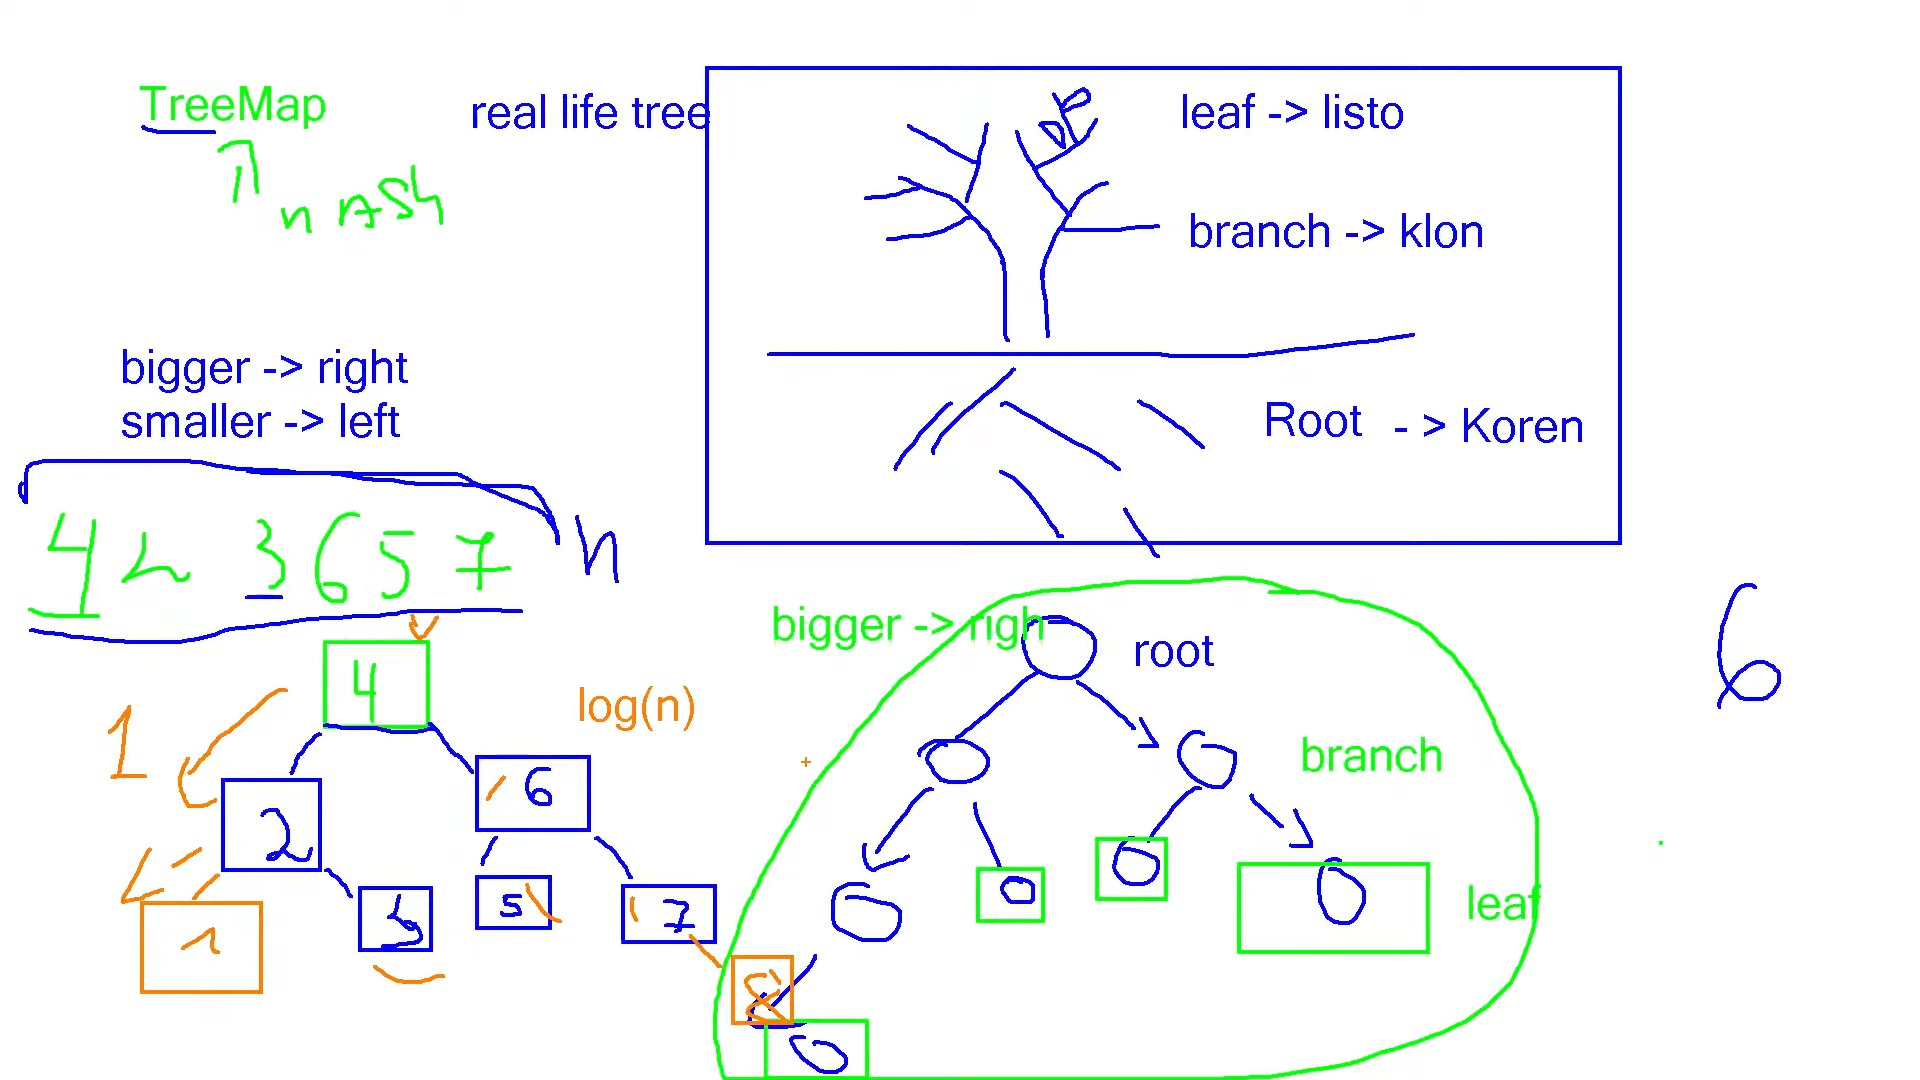 TreeMap
real life tree
leaf -> listo
branch -> klon
bigger -> right
smaller -> left
Root - > Koren
4 2 3 6 5 7 n
bigger -> righ
root
6
4
log(n)
1
branch
6
2
5
7
3
leaf
1
8